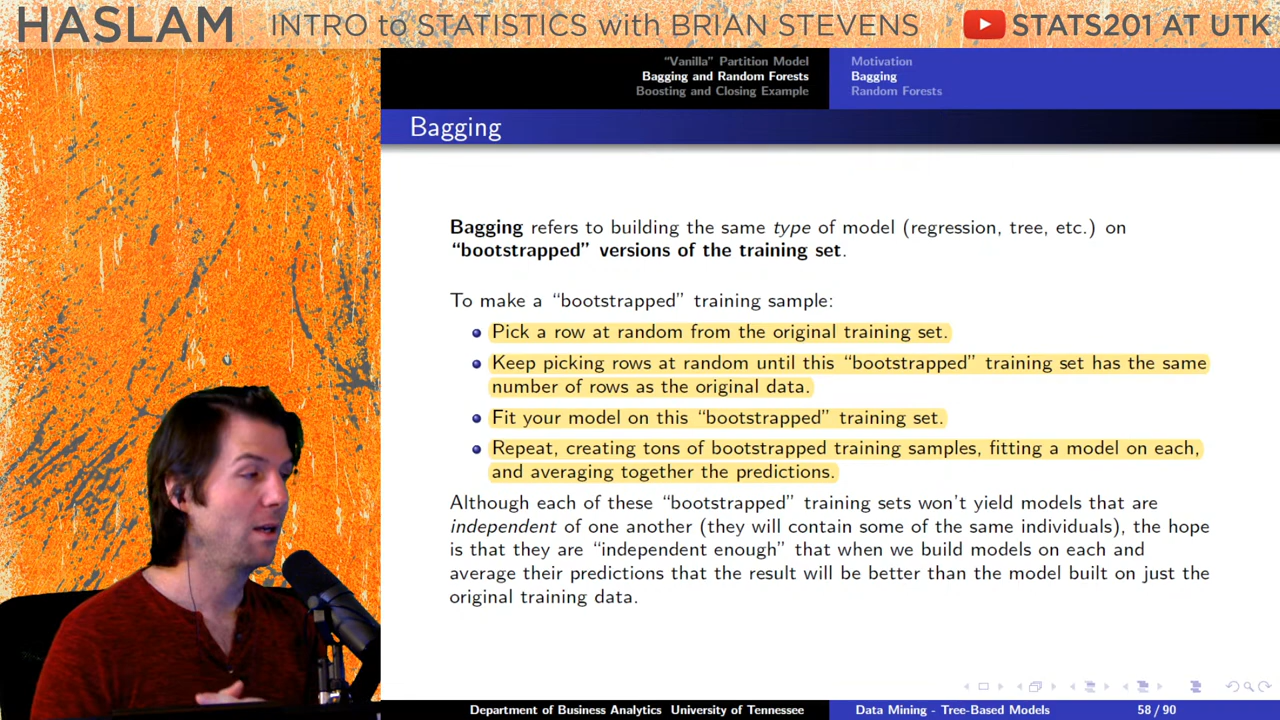 HASLAM INTRO to STATISTICS with BRIAN STEVENS STATS201 AT UTK
"Vanilla" Partition Model
Bagging and Random Forests
Boosting and Closing Example
Motivation
Bagging
Random Forests
Bagging
Bagging refers to building the same type of model (regression, tree, etc.) on
"bootstrapped" versions of the training set.
To make a "bootstrapped" training sample:
Pick a row at random from the original training set.
Keep picking rows at random until this "bootstrapped" training set has the same
number of rows as the original data.
Fit your model on this "bootstrapped" training set.
Repeat, creating tons of bootstrapped training samples, fitting a model on each,
and averaging together the predictions.
Although each of these "bootstrapped" training sets won't yield models that are
independent of one another (they will contain some of the same individuals), the hope
is that they are "independent enough" that when we build models on each and
average their predictions that the result will be better than the model built on just the
original training data.
Department of Business Analytics University of Tennessee Data Mining - Tree-Based Models 58 / 90